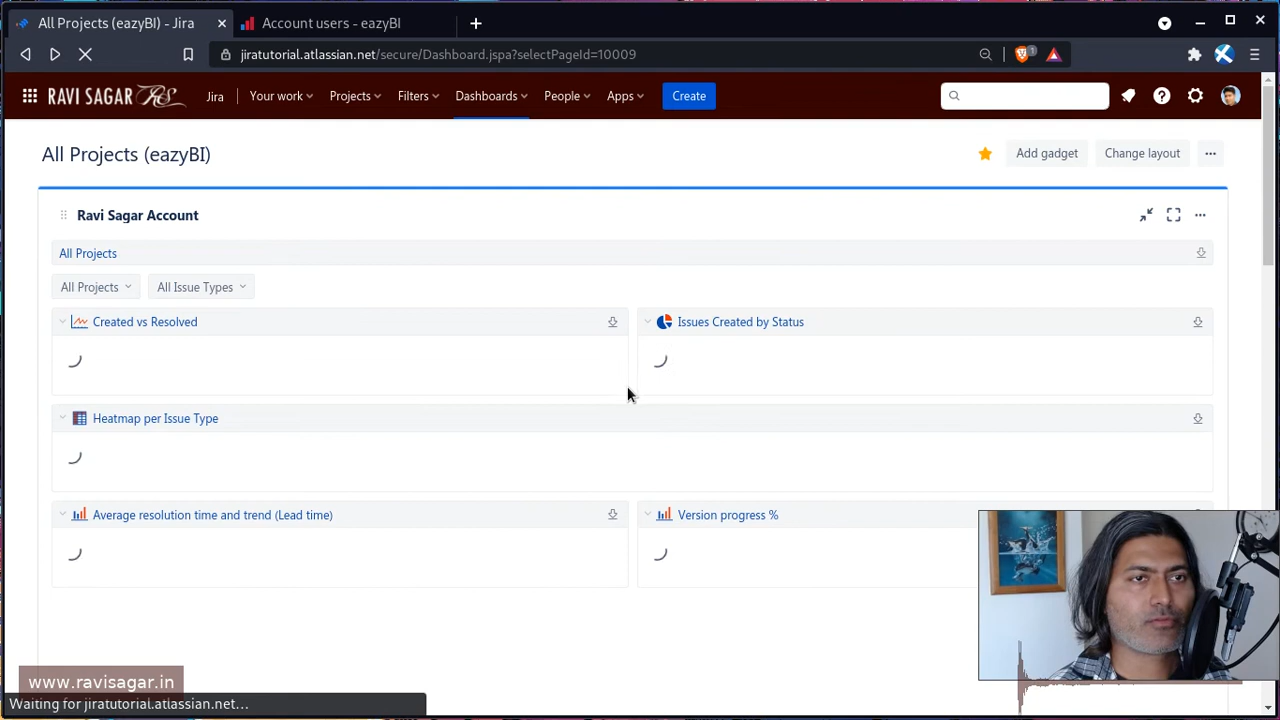 All Projects (eazyBI) - Jira
Account users - eazyBI
jiratutorial.atlassian.net/secure/Dashboard.jspa?selectPageId=10009
1
RAVI SAGAR RS
Jira
Your work
Projects
Filters
Dashboards
People
Apps
Create
All Projects (eazyBI)
Add gadget
Change layout
Ravi Sagar Account
All Projects
All Projects
All Issue Types
Created vs Resolved
Issues Created by Status
Heatmap per Issue Type
Average resolution time and trend (Lead time)
Version progress %
www.ravisagar.in
Waiting for jiratutorial.atlassian.net...